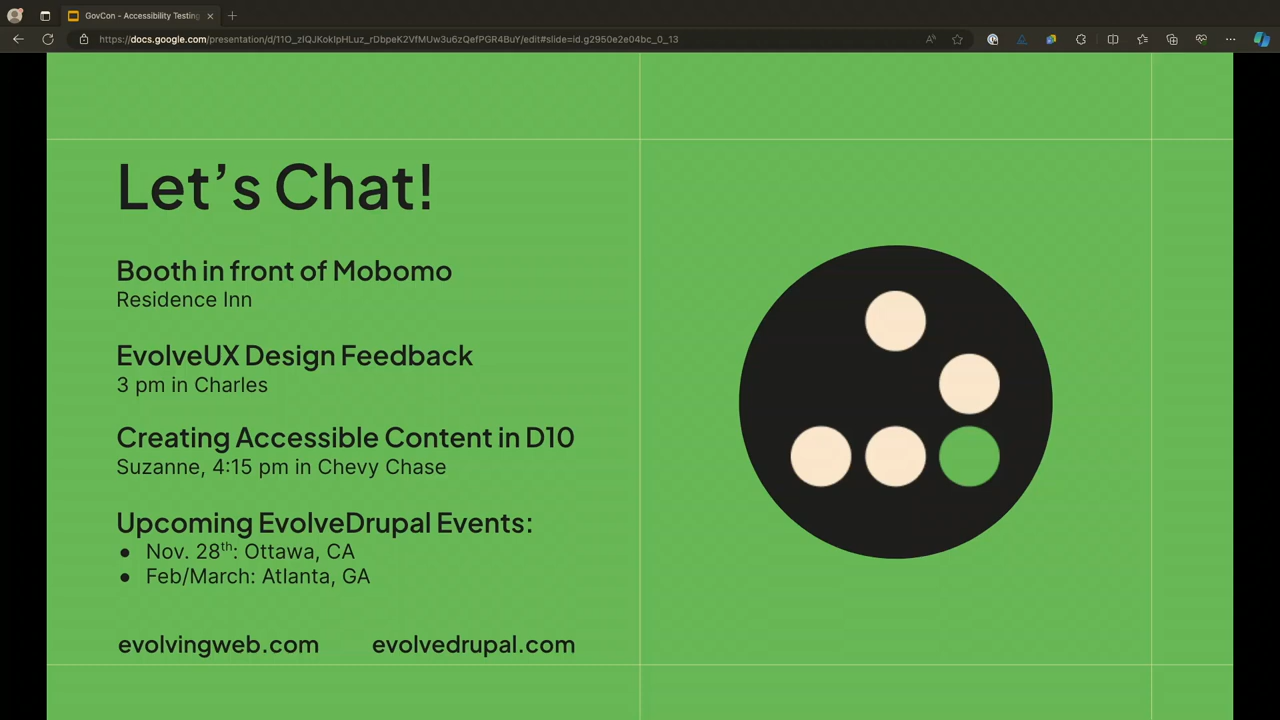 GovCon - Accessibility Testing
https://docs.google.com/presentation/d/11O_zIQJKokIpHLuz_rDbpeK2VfMUw3u6zQefPGR4BuY/edit#slide=id.g2950e2e04bc_0_13
Let's Chat!
Booth in front of Mobomo
Residence Inn
EvolveUX Design Feedback
3 pm in Charles
Creating Accessible Content in D10
Suzanne, 4:15 pm in Chevy Chase
Upcoming EvolveDrupal Events:
● Nov. 28th: Ottawa, CA
● Feb/March: Atlanta, GA
evolvingweb.com evolvedrupal.com